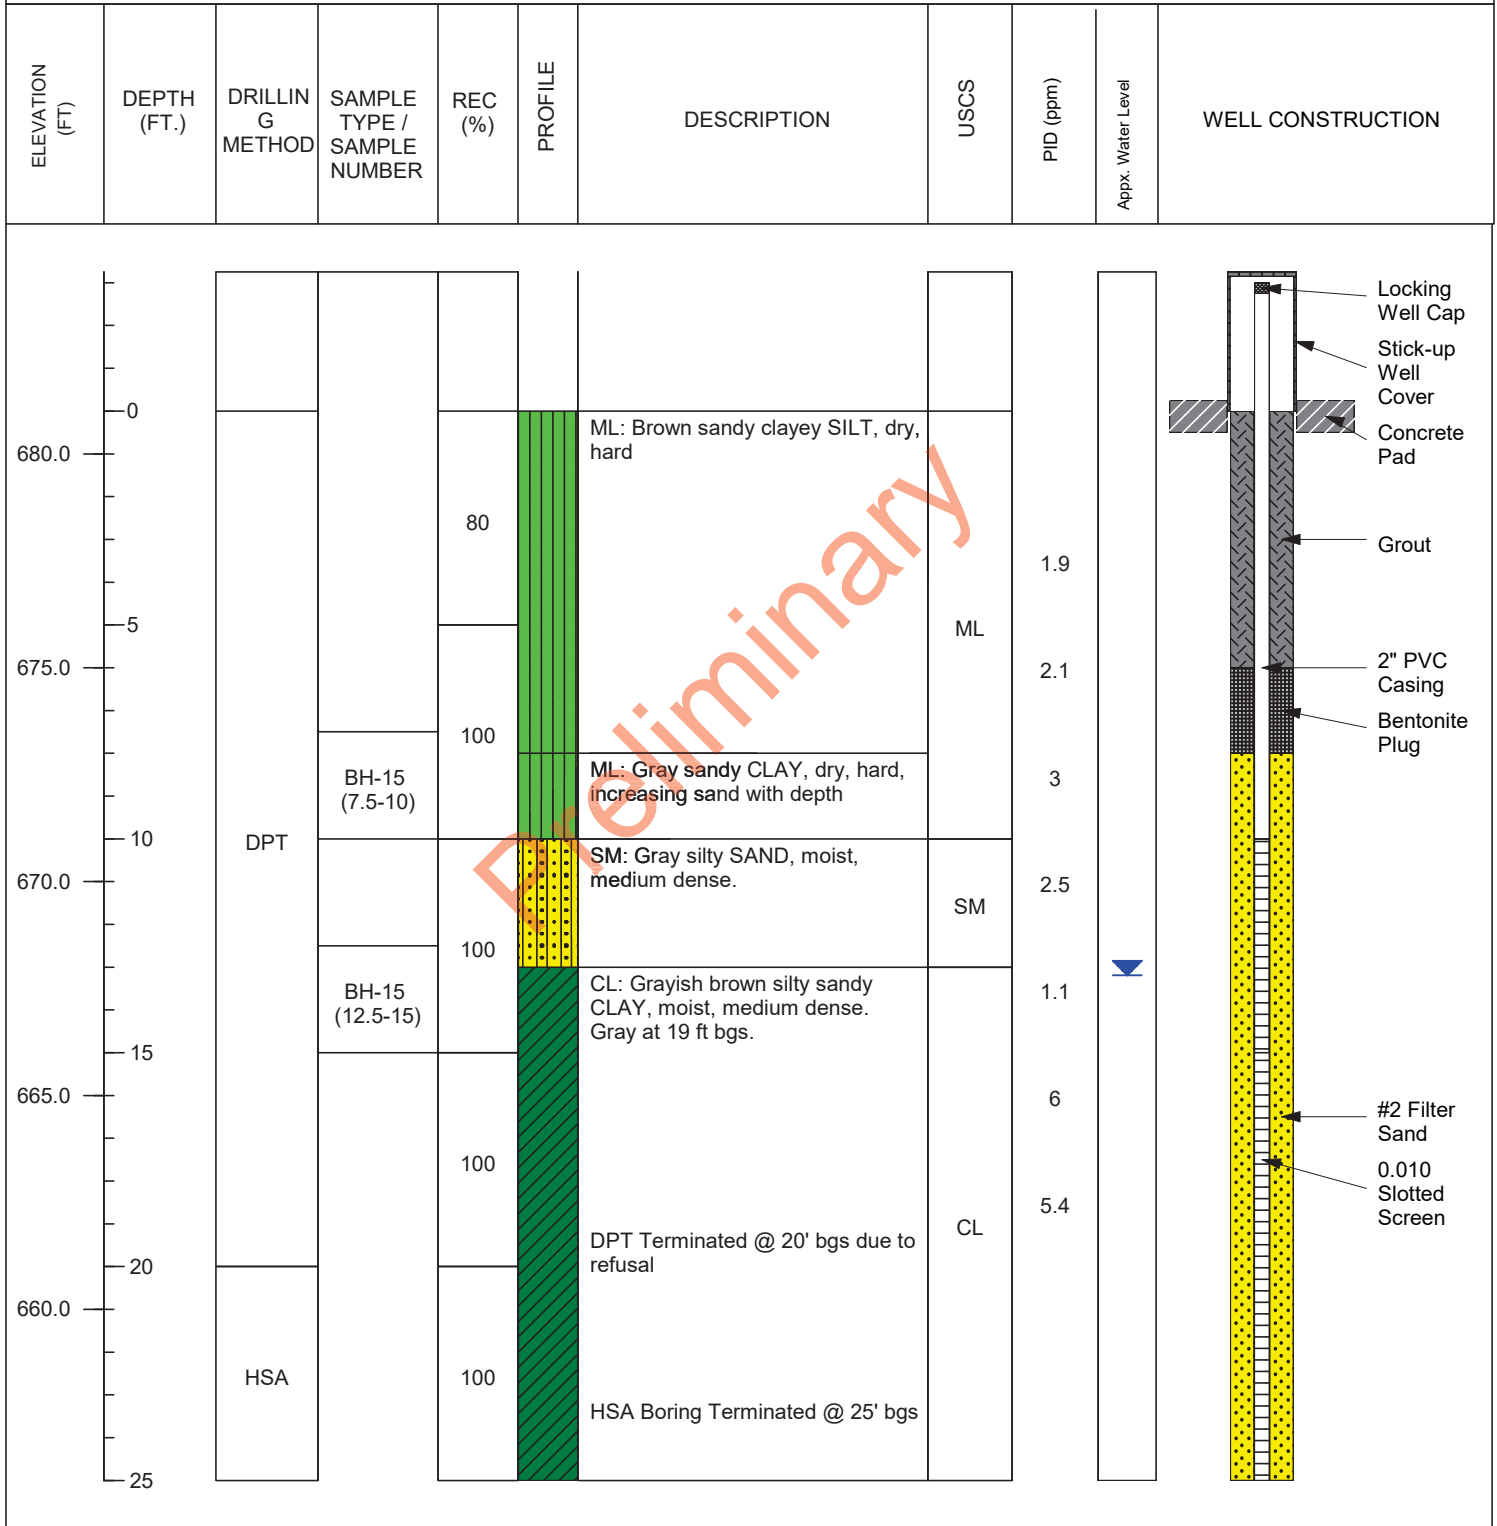 ELEVATION
(FT)
DEPTH
(FT.)
DRILLIN
G
METHOD
SAMPLE
TYPE /
SAMPLE
NUMBER
REC
(%)
PROFILE
DESCRIPTION
USCS
PID (ppm)
Appx. Water Level
WELL CONSTRUCTION
Locking
Well Cap
Stick-up
Well
Cover
0
ML: Brown sandy clayey SILT, dry,
hard
Concrete
Pad
680.0
80
Grout
1.9
5
ML
675.0
2.1
2" PVC
Casing
Bentonite
Plug
100
ML: Gray sandy CLAY, dry, hard,
increasing sand with depth
BH-15
(7.5-10)
3
10
DPT
SM: Gray silty SAND, moist,
medium dense.
670.0
2.5
SM
100
CL: Grayish brown silty sandy
CLAY, moist, medium dense.
Gray at 19 ft bgs.
BH-15
(12.5-15)
1.1
15
665.0
6
#2 Filter
Sand
100
0.010
Slotted
Screen
5.4
CL
DPT Terminated @ 20' bgs due to
refusal
20
660.0
HSA
100
HSA Boring Terminated @ 25' bgs
25
Preliminary